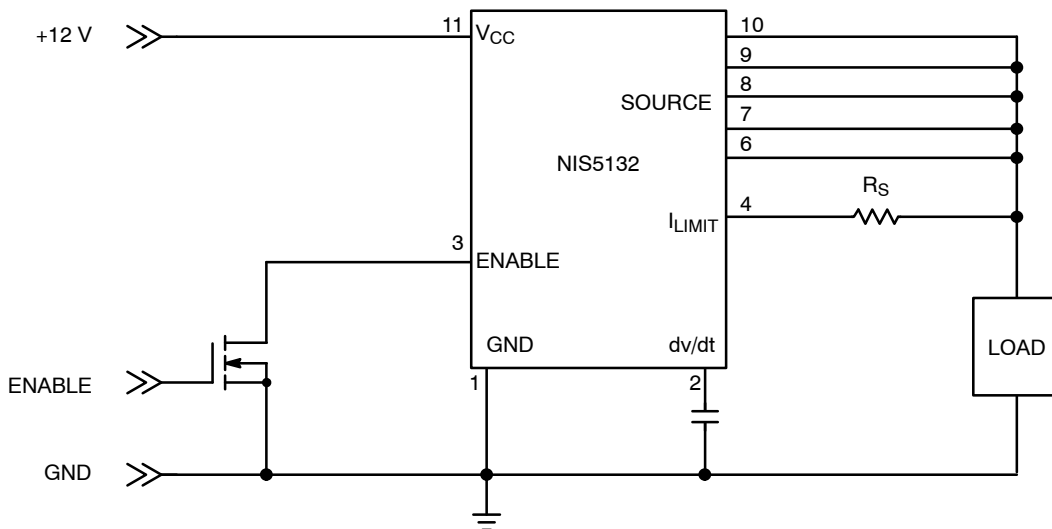 +12 V
11
V_CC
10
9
8
SOURCE
7
NIS5132
6
R_S
4
I_LIMIT
3
ENABLE
GND
dv/dt
LOAD
ENABLE
1
2
GND